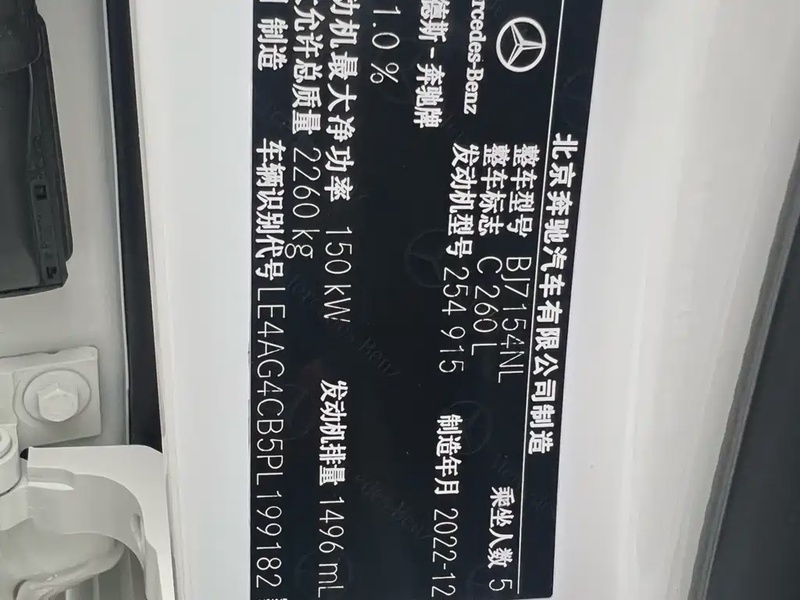 北京奔驰汽车有限公司制造
整车型号 BJ7154NL 乘坐人数 5
整车标志 C 260 L
Mercedes-Benz 发动机型号 254 915 制造年月 2022-12
德斯-奔驰牌
1.0 %
动机最大净功率 150 kW 发动机排量 1496 mL
允许总质量 2260 kg
制造 车辆识别代号 LE4AG4CB5PL199182